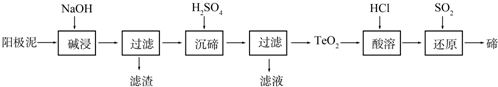 NaOH H₂SO₄ HCl SO₂
阳极泥 碱浸 过滤 沉碲 过滤 TeO₂ 酸溶 还原 碲
滤渣 滤液